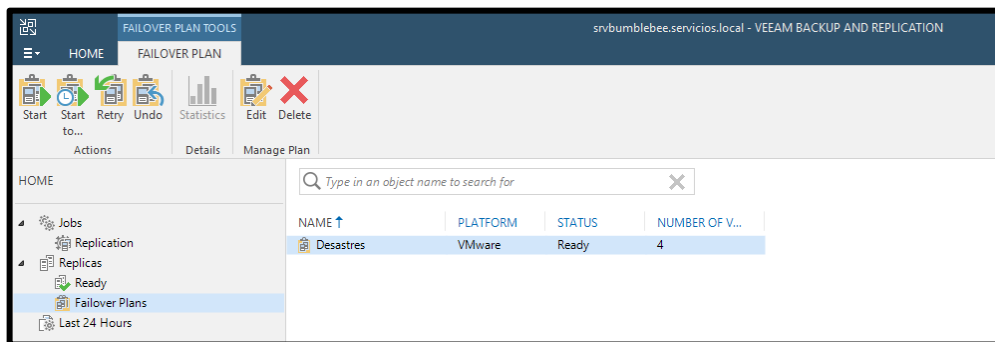 FAILOVER PLAN TOOLS
srvbumblebee.servicios.local - VEEAM BACKUP AND REPLICATION
HOME
FAILOVER PLAN
Start
Start to...
Retry
Undo
Statistics
Edit
Delete
Actions
Details
Manage Plan
HOME
Type in an object name to search for
Jobs
Replication
Replicas
Ready
Failover Plans
Last 24 Hours
NAME PLATFORM STATUS NUMBER OF V...
Desastres VMware Ready 4